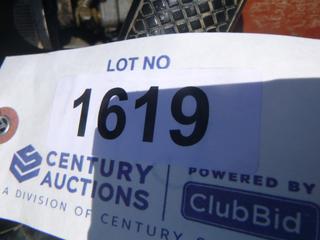 LOT NO
1619
CENTURY
AUCTIONS
A DIVISION OF CENTURY
POWERED BY
ClubBid